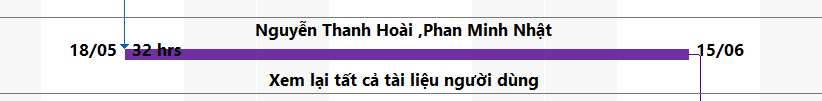 Nguyễn Thanh Hoài ,Phan Minh Nhật
18/05 32 hrs 15/06
Xem lại tất cả tài liệu người dùng